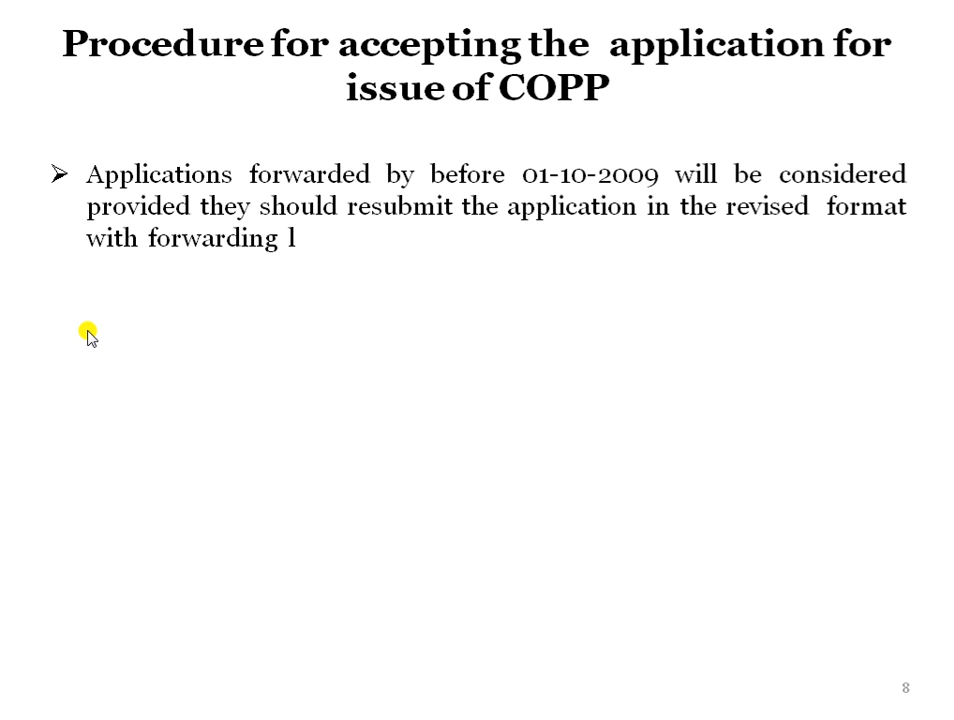 Procedure for accepting the application for
issue of COPP
➢ Applications forwarded by before 01-10-2009 will be considered
provided they should resubmit the application in the revised format
with forwarding l
8